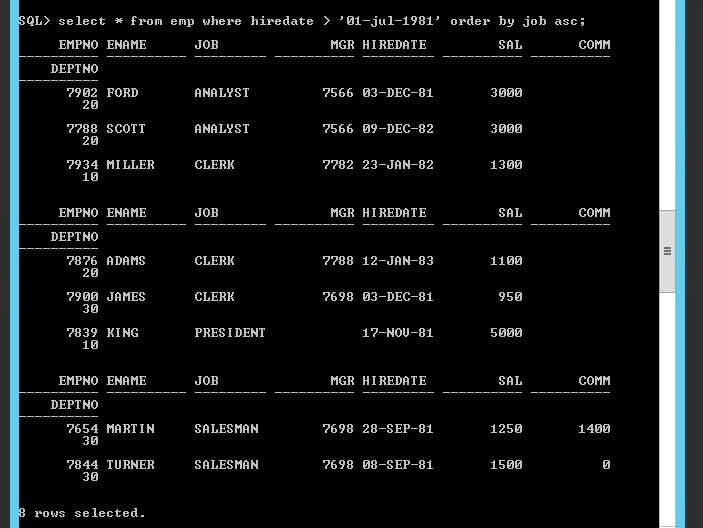 SQL> select * from emp where hiredate > '01-jul-1981' order by job asc;
EMPNO ENAME JOB MGR HIREDATE SAL COMM
DEPTNO
7902 FORD ANALYST 7566 03-DEC-81 3000
20
7788 SCOTT ANALYST 7566 09-DEC-82 3000
20
7934 MILLER CLERK 7782 23-JAN-82 1300
10
EMPNO ENAME JOB MGR HIREDATE SAL COMM
DEPTNO
7876 ADAMS CLERK 7788 12-JAN-83 1100
20
7900 JAMES CLERK 7698 03-DEC-81 950
30
7839 KING PRESIDENT 17-NOV-81 5000
10
EMPNO ENAME JOB MGR HIREDATE SAL COMM
DEPTNO
7654 MARTIN SALESMAN 7698 28-SEP-81 1250 1400
30
7844 TURNER SALESMAN 7698 08-SEP-81 1500 0
30
8 rows selected.